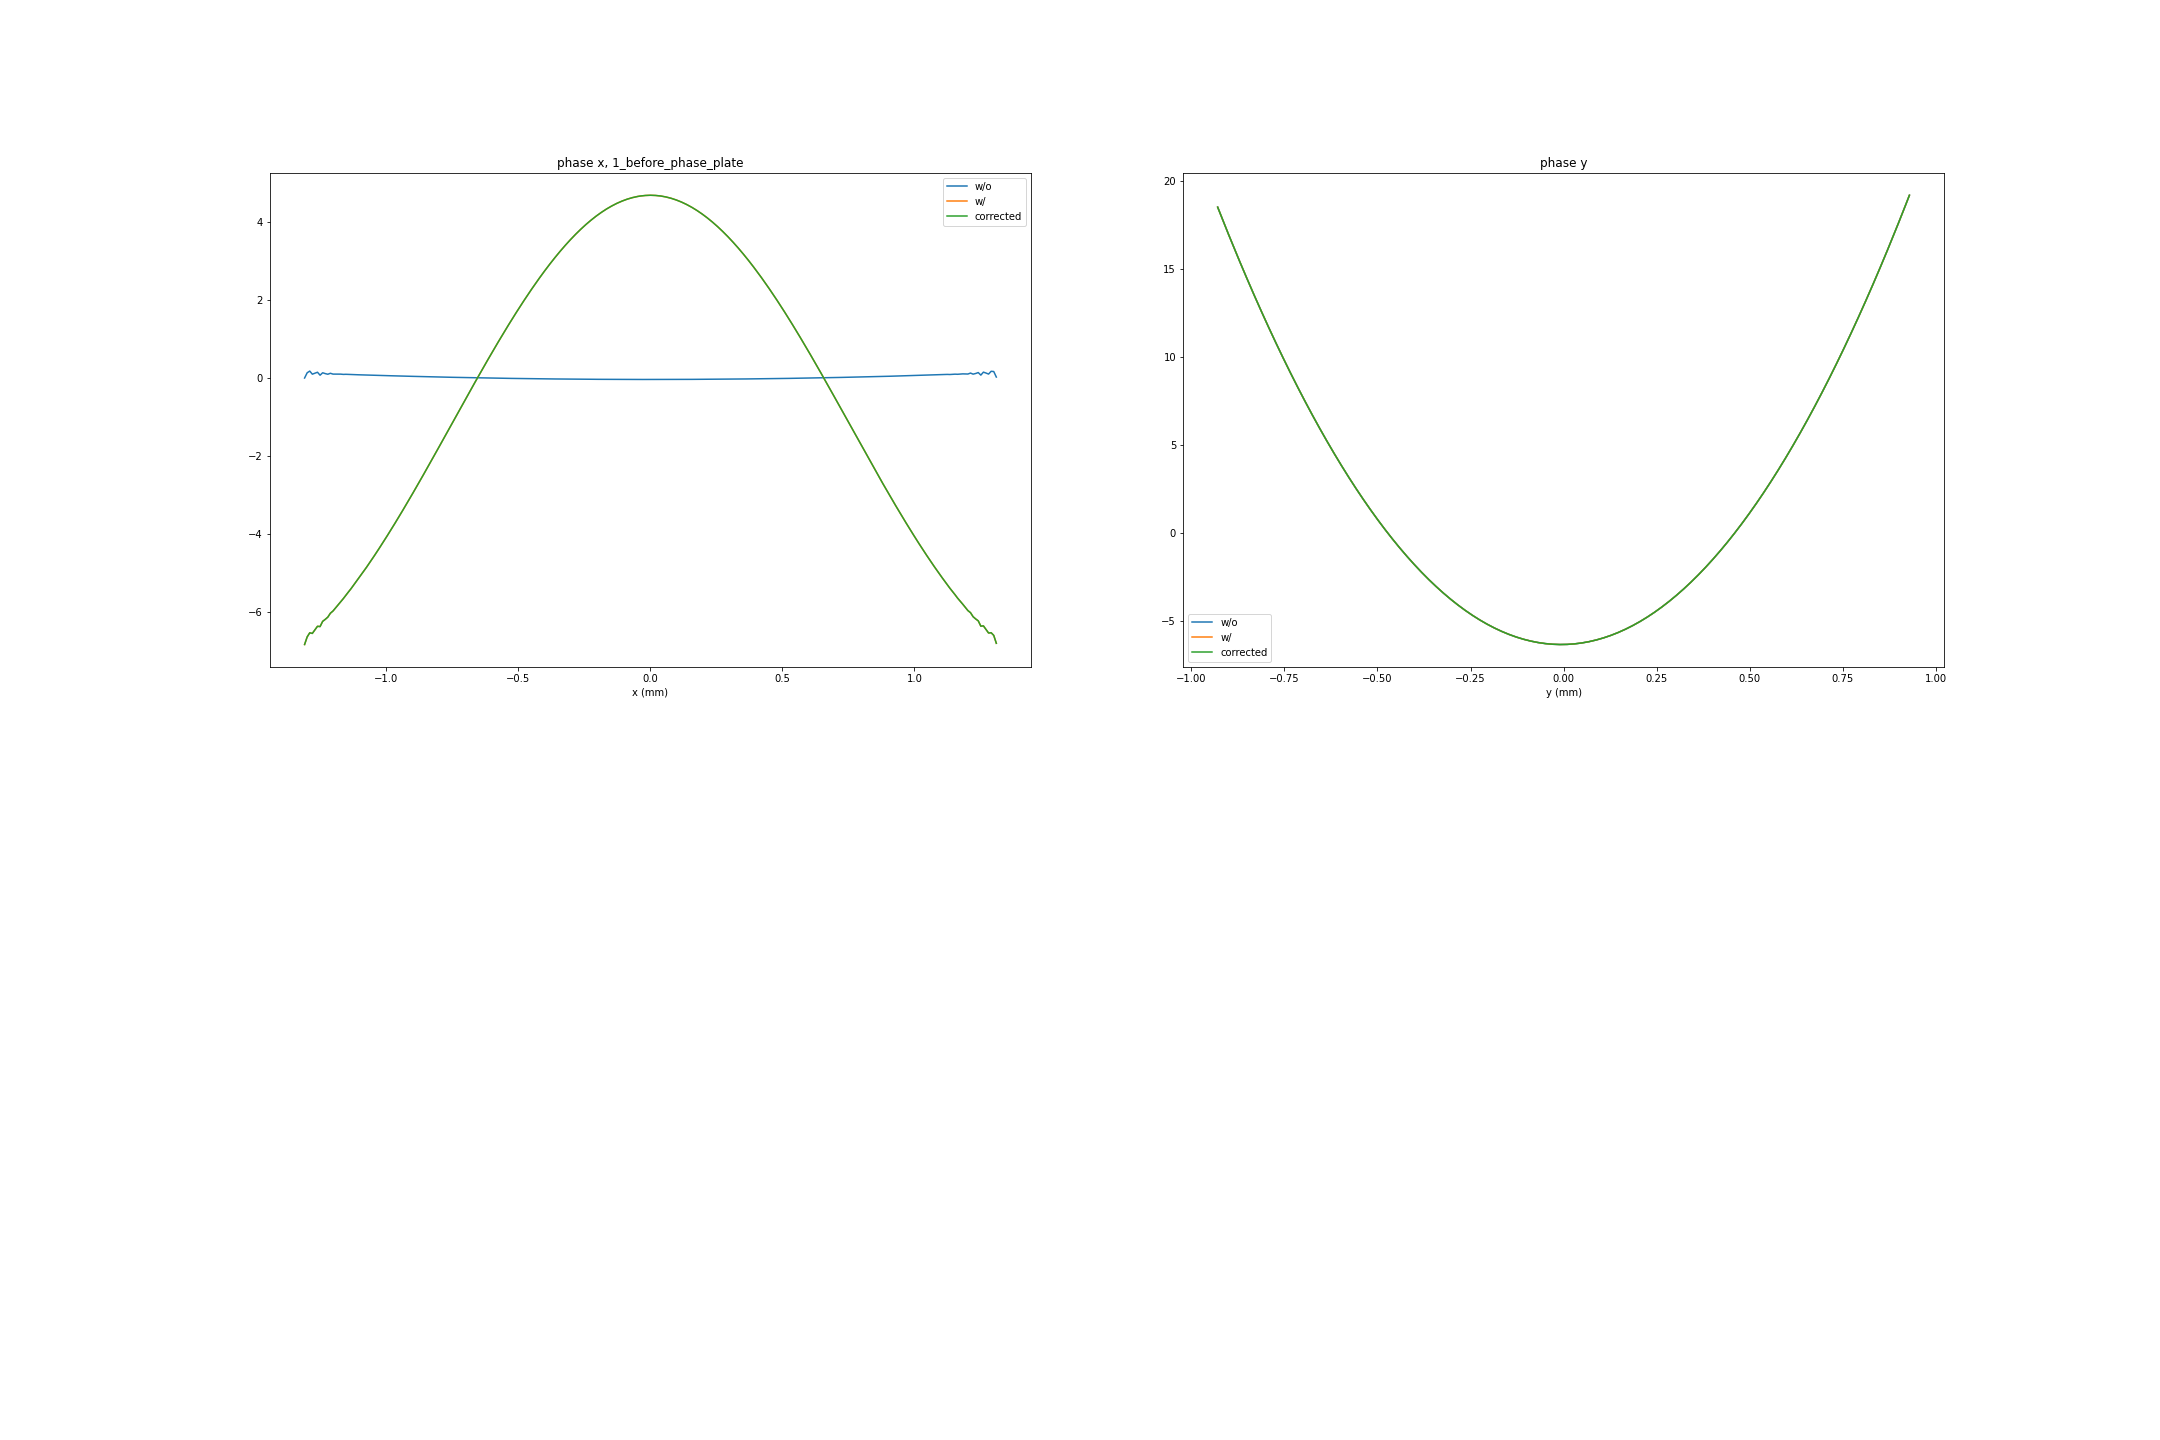 phase x, 1_before_phase_plate
w/o
w/
corrected
4
2
0
−2
−4
−6
−1.0 −0.5 0.0 0.5 1.0
x (mm)
phase y
20
15
10
5
0
−5
w/o
w/
corrected
−1.00 −0.75 −0.50 −0.25 0.00 0.25 0.50 0.75 1.00
y (mm)